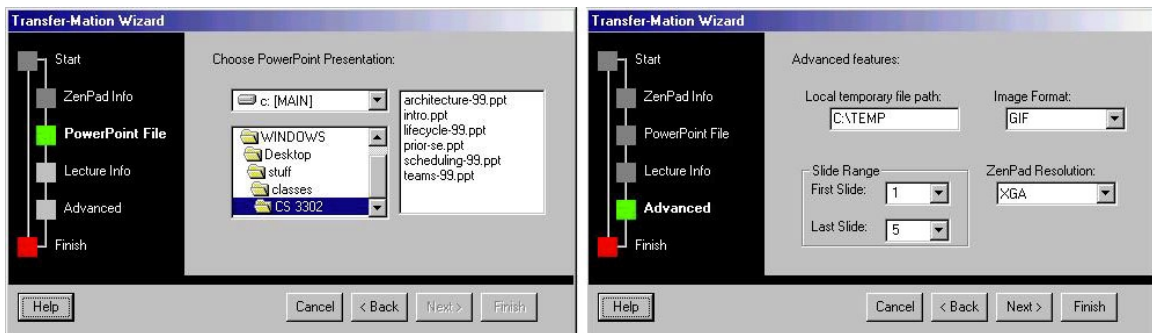 Transfer-Mation Wizard
Start
ZenPad Info
PowerPoint File
Lecture Info
Advanced
Finish
Choose PowerPoint Presentation:
c: [MAIN]
WINDOWS
Desktop
stuff
classes
CS 3302
architecture-99.ppt
intro.ppt
lifecycle-99.ppt
prior-se.ppt
scheduling-99.ppt
teams-99.ppt
Help
Cancel
< Back
Next >
Finish
Transfer-Mation Wizard
Start
ZenPad Info
PowerPoint File
Lecture Info
Advanced
Finish
Advanced features:
Local temporary file path:
C:\TEMP
Image Format:
GIF
Slide Range
First Slide: 1
Last Slide: 5
ZenPad Resolution:
XGA
Help
Cancel
< Back
Next >
Finish